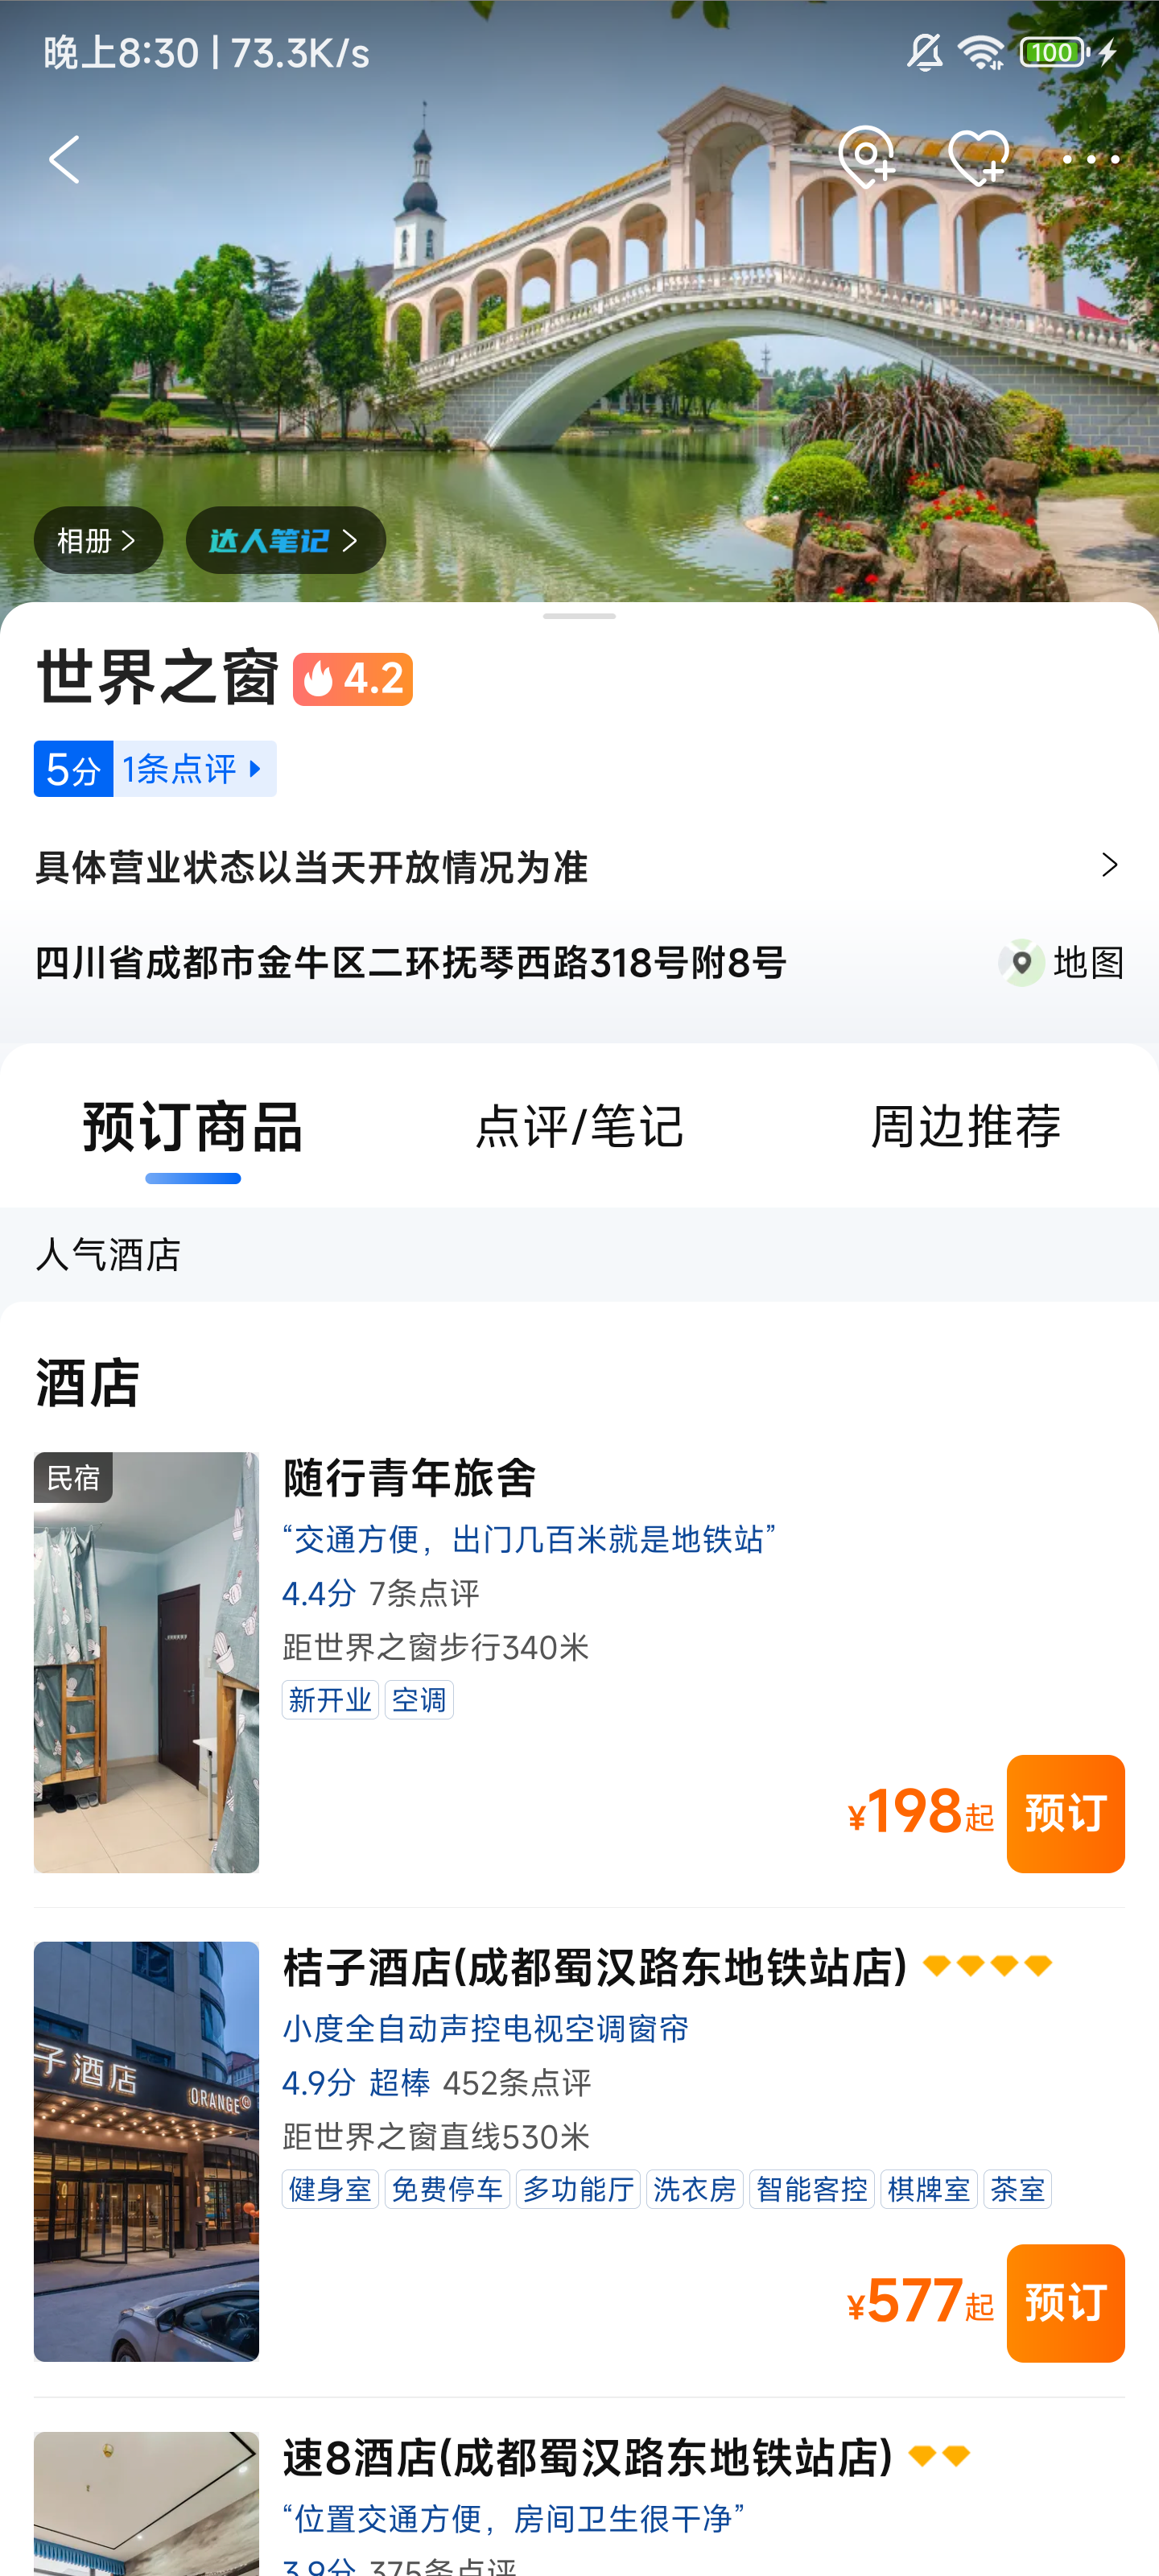 晚上8:30 | 73.3K/s
100
相册
达人笔记
世界之窗 4.2
5分 1条点评
具体营业状态以当天开放情况为准
四川省成都市金牛区二环抚琴西路318号附8号 地图
预订商品 点评/笔记 周边推荐
人气酒店
酒店
民宿
随行青年旅舍
“交通方便，出门几百米就是地铁站”
4.4分 7条点评
距世界之窗步行340米
新开业 空调
¥198起 预订
子酒店
ORANGE
桔子酒店(成都蜀汉路东地铁站店)
小度全自动声控电视空调窗帘
4.9分 超棒 452条点评
距世界之窗直线530米
健身室 免费停车 多功能厅 洗衣房 智能客控 棋牌室 茶室
¥577起 预订
速8酒店(成都蜀汉路东地铁站店)
“位置交通方便，房间卫生很干净”
3.9分 375条点评